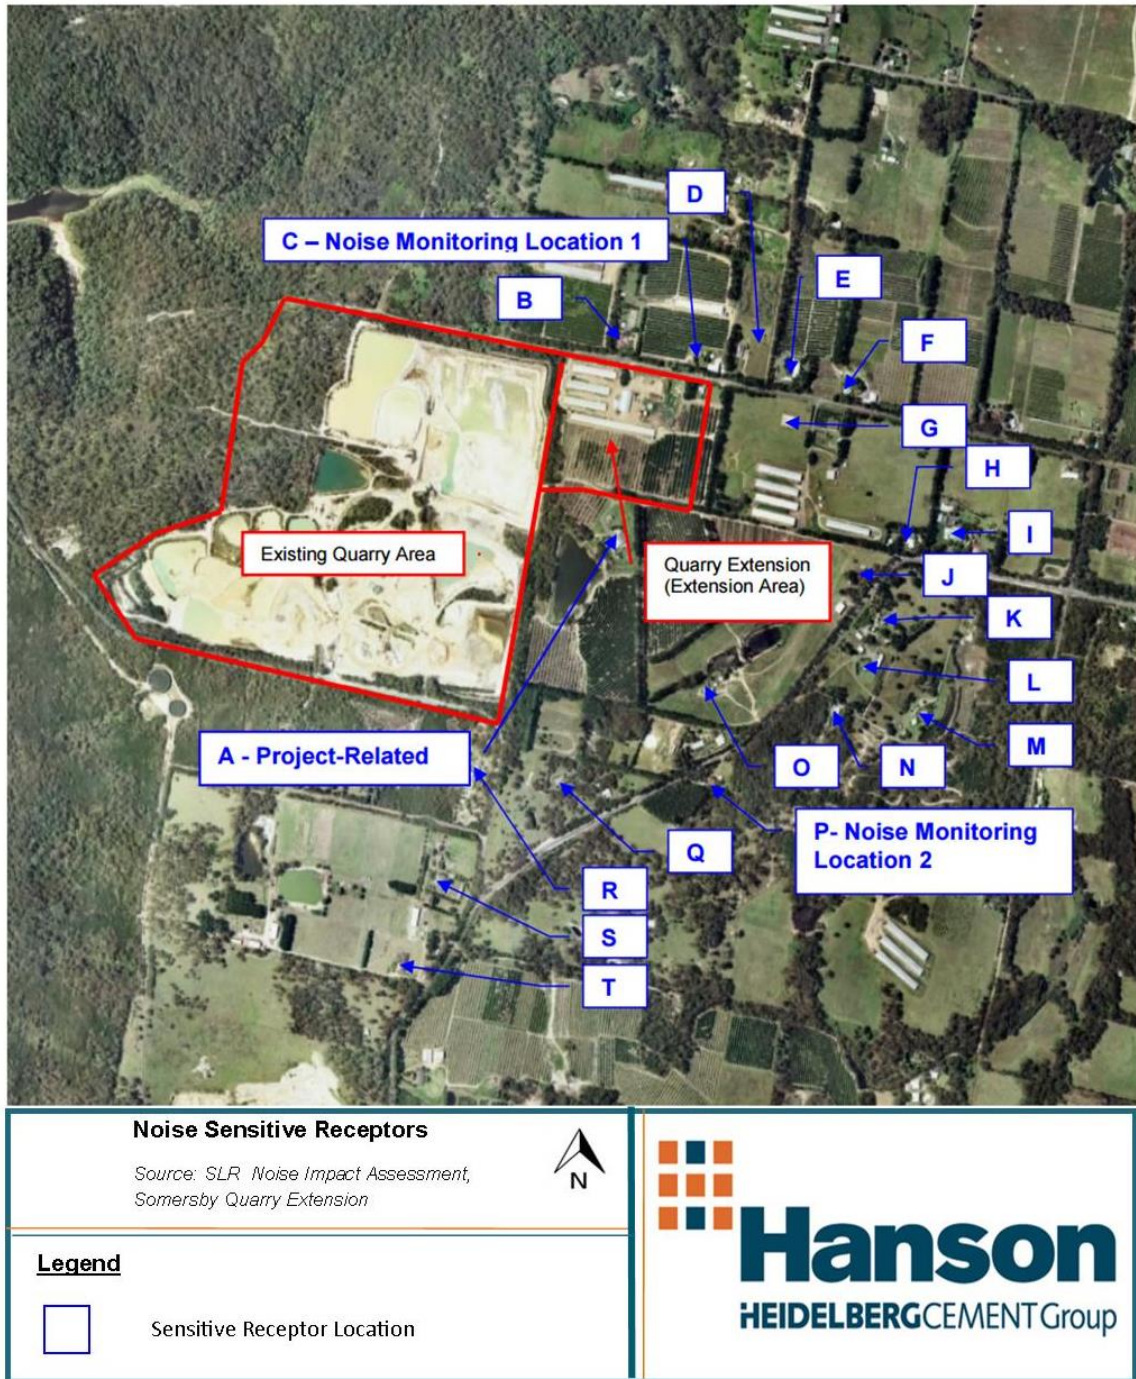 D
C – Noise Monitoring Location 1
E
B
F
G
H
I
Existing Quarry Area
Quarry Extension
(Extension Area)
J
K
L
A - Project-Related
M
O
N
P- Noise Monitoring
Location 2
Q
R
S
T
Noise Sensitive Receptors
Source: SLR Noise Impact Assessment,
Somersby Quarry Extension
N
Legend
Sensitive Receptor Location
Hanson
HEIDELBERGCEMENT Group